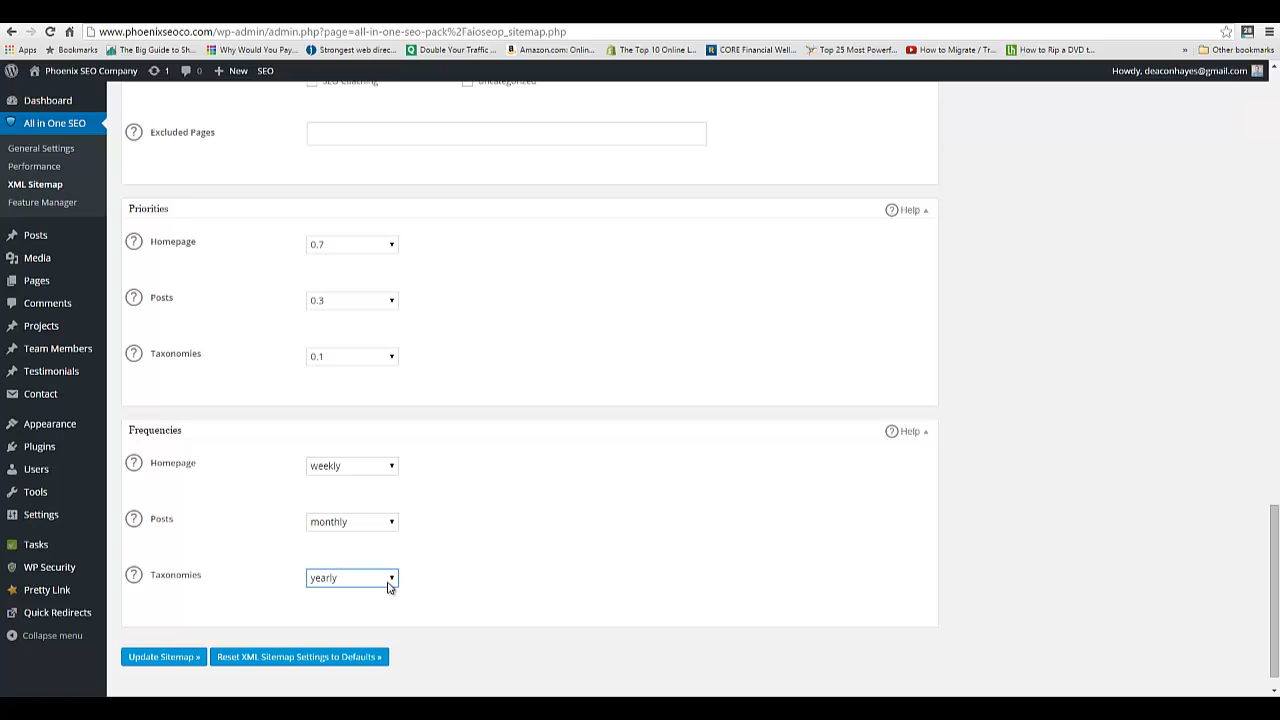 www.phoenixseoco.com/wp-admin/admin.php?page=all-in-one-seo-pack%2Faioseop_sitemap.php
Apps Bookmarks The Big Guide to Sh... Why Would You Pay... Strongest web direc... Double Your Traffic ... Amazon.com: Onlin... The Top 10 Online L... CORE Financial Well... Top 25 Most Powerf... How to Migrate / Tr... How to Rip a DVD t... » Other bookmarks
Phoenix SEO Company 1 0 + New SEO Howdy, deaconhayes@gmail.com
SEO Coaching Uncategorized
Dashboard
All in One SEO
General Settings
Performance
XML Sitemap
Feature Manager
Posts
Media
Pages
Comments
Projects
Team Members
Testimonials
Contact
Appearance
Plugins
Users
Tools
Settings
Tasks
WP Security
Pretty Link
Quick Redirects
Collapse menu
? Excluded Pages
Priorities ? Help
? Homepage 0.7
? Posts 0.3
? Taxonomies 0.1
Frequencies ? Help
? Homepage weekly
? Posts monthly
? Taxonomies yearly
Update Sitemap » Reset XML Sitemap Settings to Defaults »